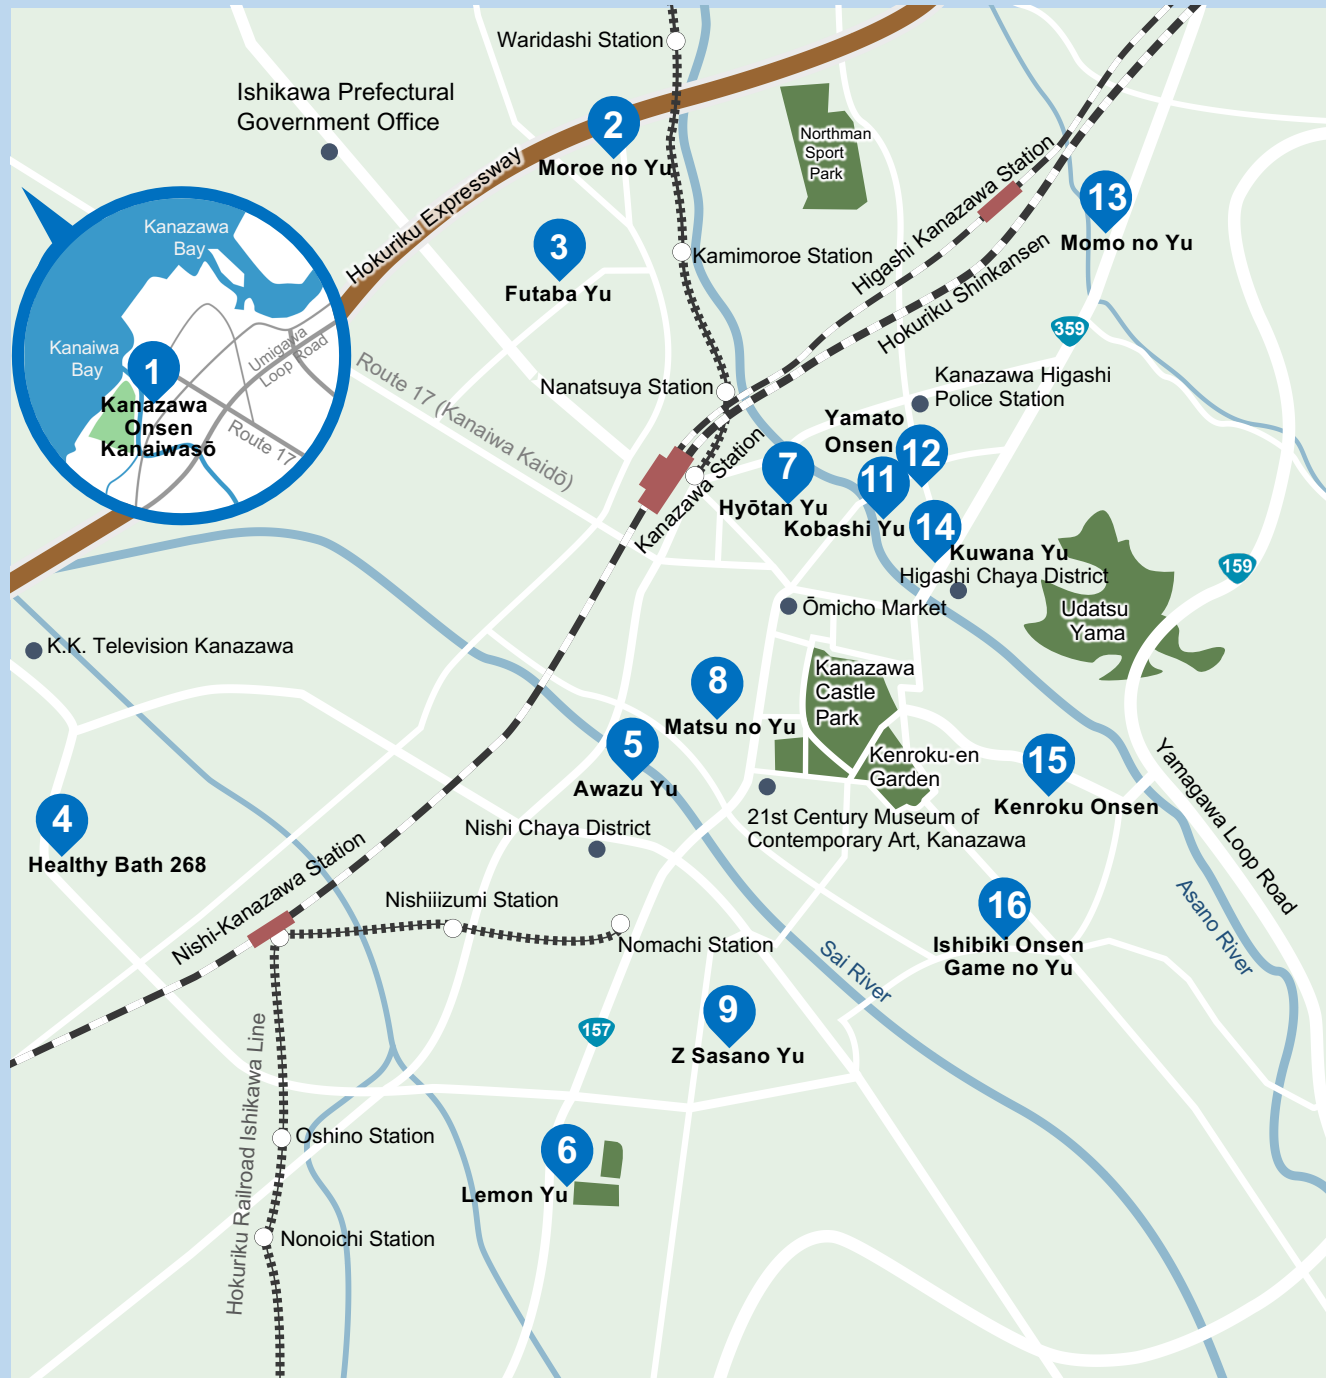 Waridashi Station
Ishikawa Prefectural
Government Office
2
Moroe no Yu
Northman
Sport
Park
Hokuriku Expressway
Higashi Kanazawa Station
13
Momo no Yu
Kanazawa
Bay
3
Futaba Yu
Kamimoroe Station
Hokuriku Shinkansen
359
Kanaiwa
Bay
Umigawa
Loop Road
1
Kanazawa
Onsen
Kanaiwasō
Route 17
Route 17 (Kanaiwa Kaidō)
Nanatsuya Station
Kanazawa Higashi
Police Station
Yamato
Onsen
12
Kanazawa Station
7
Hyōtan Yu
11
Kobashi Yu
14
Kuwana Yu
Higashi Chaya District
159
Ōmicho Market
Udatsu
Yama
K.K. Television Kanazawa
8
Matsu no Yu
Kanazawa
Castle
Park
5
Awazu Yu
Kenroku-en
Garden
15
Kenroku Onsen
Yamagawa Loop Road
4
Healthy Bath 268
Nishi Chaya District
21st Century Museum of
Contemporary Art, Kanazawa
Nishi-Kanazawa Station
Nishiiizumi Station
Nomachi Station
16
Ishibiki Onsen
Game no Yu
Asano River
Sai River
9
Z Sasano Yu
157
Hokuriku Railroad Ishikawa Line
Oshino Station
6
Lemon Yu
Nonoichi Station